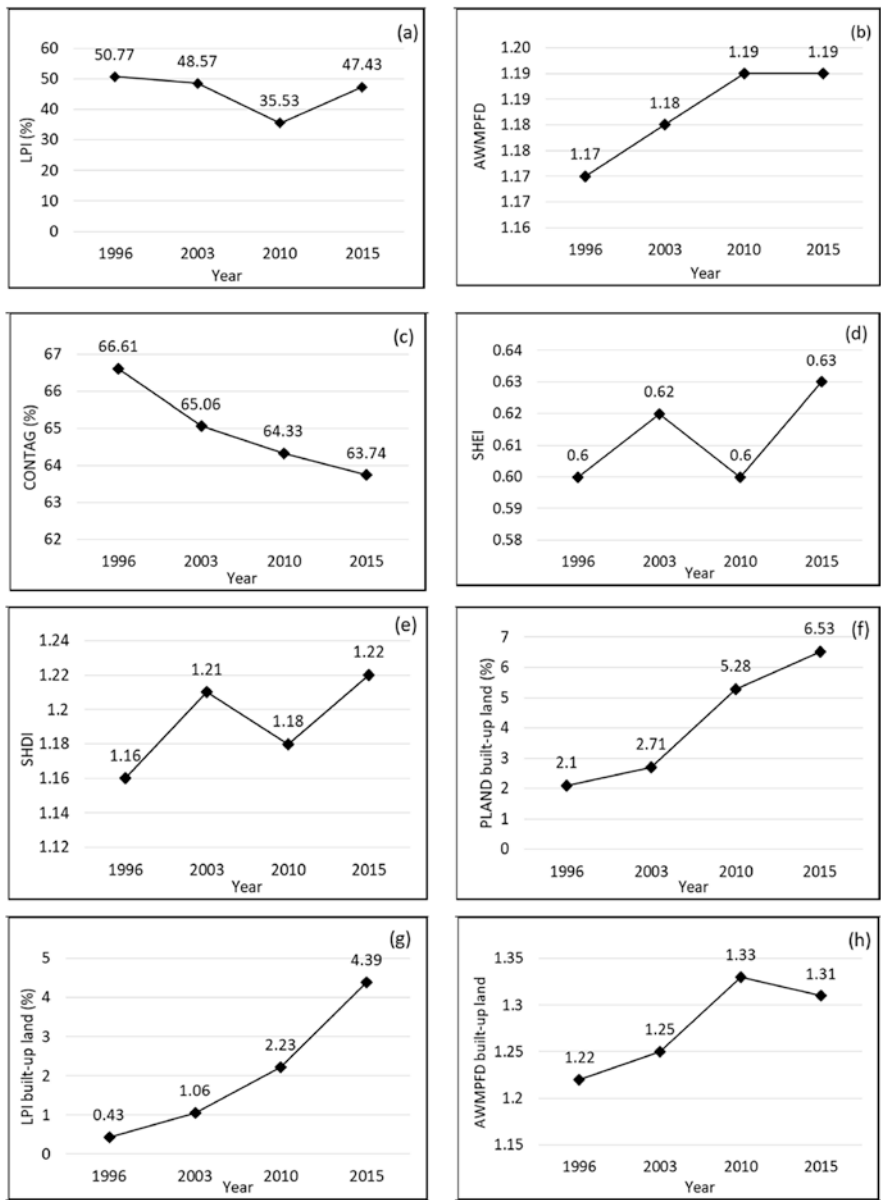 (a)
LPI (%)
60
50
40
30
20
10
0
50.77
48.57
35.53
47.43
1996 2003 2010 2015
Year
(b)
AWMPFD
1.20
1.19
1.19
1.18
1.18
1.17
1.17
1.16
1.17
1.18
1.19
1.19
1996 2003 2010 2015
Year
(c)
CONTAG (%)
67
66
65
64
63
62
66.61
65.06
64.33
63.74
1996 2003 2010 2015
Year
(d)
SHEI
0.64
0.63
0.62
0.61
0.60
0.59
0.58
0.6
0.62
0.6
0.63
1996 2003 2010 2015
Year
(e)
SHDI
1.24
1.22
1.2
1.18
1.16
1.14
1.12
1.16
1.21
1.18
1.22
1996 2003 2010 2015
Year
(f)
PLAND built-up land (%)
7
6
5
4
3
2
1
0
2.1
2.71
5.28
6.53
1996 2003 2010 2015
Year
(g)
LPI built-up land (%)
5
4
3
2
1
0
0.43
1.06
2.23
4.39
1996 2003 2010 2015
Year
(h)
AWMPFD built-up land
1.35
1.3
1.25
1.2
1.15
1.22
1.25
1.33
1.31
1996 2003 2010 2015
Year